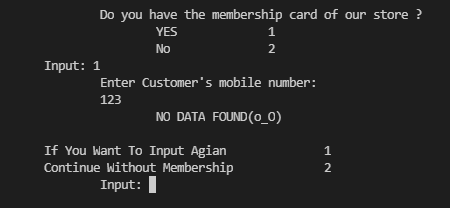 Do you have the membership card of our store ?
YES 1
No 2
Input: 1
Enter Customer's mobile number:
123
NO DATA FOUND(o_O)
If You Want To Input Agian 1
Continue Without Membership 2
Input: